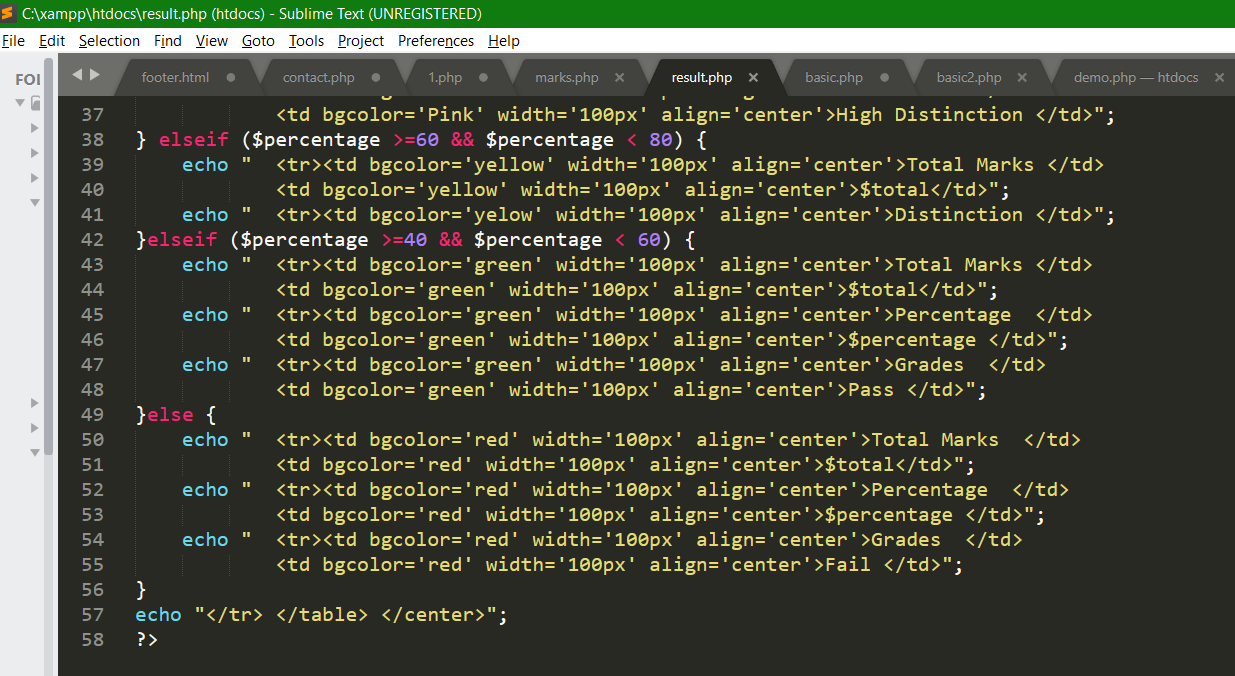 C:\xampp\htdocs\result.php (htdocs) - Sublime Text (UNREGISTERED)
File Edit Selection Find View Goto Tools Project Preferences Help
FOL
footer.html contact.php 1.php marks.php result.php basic.php basic2.php demo.php — htdocs
37 <td bgcolor='Pink' width='100px' align='center'>High Distinction </td>";
38 } elseif ($percentage >=60 && $percentage < 80) {
39 echo "  <tr><td bgcolor='yellow' width='100px' align='center'>Total Marks </td>
40 <td bgcolor='yellow' width='100px' align='center'>$total</td>";
41 echo "  <tr><td bgcolor='yelow' width='100px' align='center'>Distinction </td>";
42 }elseif ($percentage >=40 && $percentage < 60) {
43 echo "  <tr><td bgcolor='green' width='100px' align='center'>Total Marks </td>
44 <td bgcolor='green' width='100px' align='center'>$total</td>";
45 echo "  <tr><td bgcolor='green' width='100px' align='center'>Percentage  </td>
46 <td bgcolor='green' width='100px' align='center'>$percentage </td>";
47 echo "  <tr><td bgcolor='green' width='100px' align='center'>Grades  </td>
48 <td bgcolor='green' width='100px' align='center'>Pass </td>";
49 }else {
50 echo "  <tr><td bgcolor='red' width='100px' align='center'>Total Marks  </td>
51 <td bgcolor='red' width='100px' align='center'>$total</td>";
52 echo "  <tr><td bgcolor='red' width='100px' align='center'>Percentage  </td>
53 <td bgcolor='red' width='100px' align='center'>$percentage </td>";
54 echo "  <tr><td bgcolor='red' width='100px' align='center'>Grades  </td>
55 <td bgcolor='red' width='100px' align='center'>Fail </td>";
56 }
57 echo "</tr> </table> </center>";
58 ?>